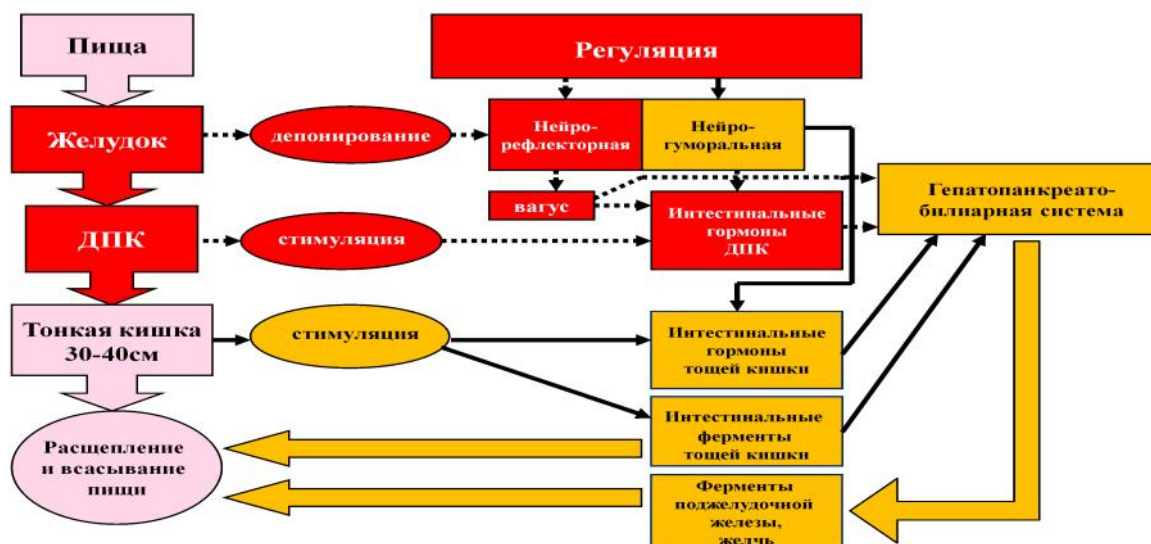 Пища
Регуляция
Желудок
депонирование
Нейро-
рефлекторная
Нейро-
гуморальная
вагус
Гепатопанкреато-
билиарная система
ДПК
стимуляция
Интестинальные
гормоны
ДПК
Тонкая кишка
30-40см
стимуляция
Интестинальные
гормоны
тощей кишки
Интестинальные
ферменты
тощей кишки
Расщепление
и всасывание
пищи
Ферменты
поджелудочной
железы,
желчь